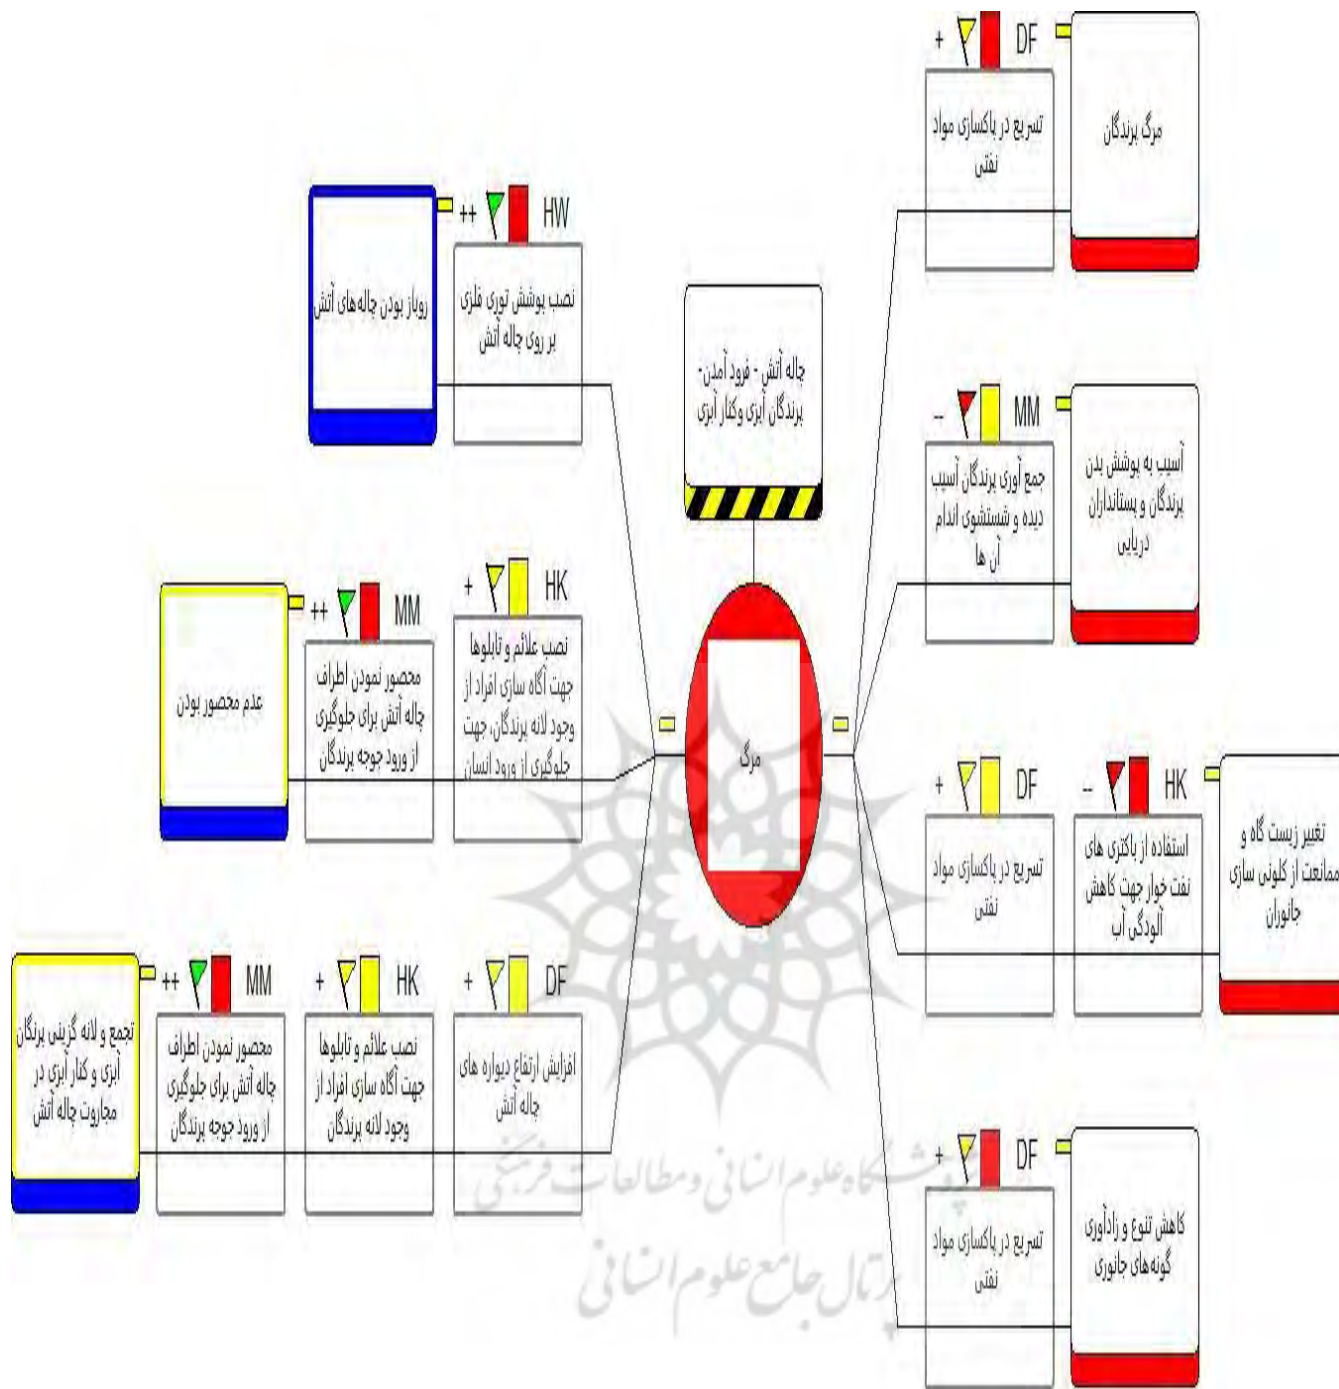 + DF
مرگ پرندگان
تسریع در پاکسازی مواد
نفتی
++ HW
روباز بودن چاله‌های آتش
نصب پوشش توری فلزی
بر روی چاله آتش
چاله آتش - فرود آمدن-
پرندگان آبزی وکنار آبزی
-- MM
آسیب به پوشش بدن
پرندگان و پستانداران
دریایی
جمع آوری پرندگان آسیب
دیده و شستشوی اندام
آن ها
++ MM
+ HK
عدم محصور بودن
محصور نمودن اطراف
چاله آتش برای جلوگیری
از ورود جوجه پرندگان
نصب علائم و تابلوها
جهت آگاه سازی افراد از
وجود لانه پرندگان، جهت
جلوگیری از ورود انسان
مرگ
+ DF
-- HK
تغییر زیست گاه و
ممانعت از کلونی سازی
جانوران
استفاده از باکتری های
نفت خوار جهت کاهش
آلودگی آب
تسریع در پاکسازی مواد
نفتی
++ MM
+ HK
+ DF
تجمع و لانه گزینی پرنگان
آبزی و کنار آبزی در
مجاروت چاله آتش
محصور نمودن اطراف
چاله آتش برای جلوگیری
از ورود جوجه پرندگان
نصب علائم و تابلوها
جهت آگاه سازی افراد از
وجود لانه پرندگان
افزایش ارتفاع دیواره های
چاله آتش
+ DF
کاهش تنوع و زادآوری
گونه‌های جانوری
تسریع در پاکسازی مواد
نفتی
پژوهشگاه علوم انسانی و مطالعات فرهنگی
پرتال جامع علوم انسانی